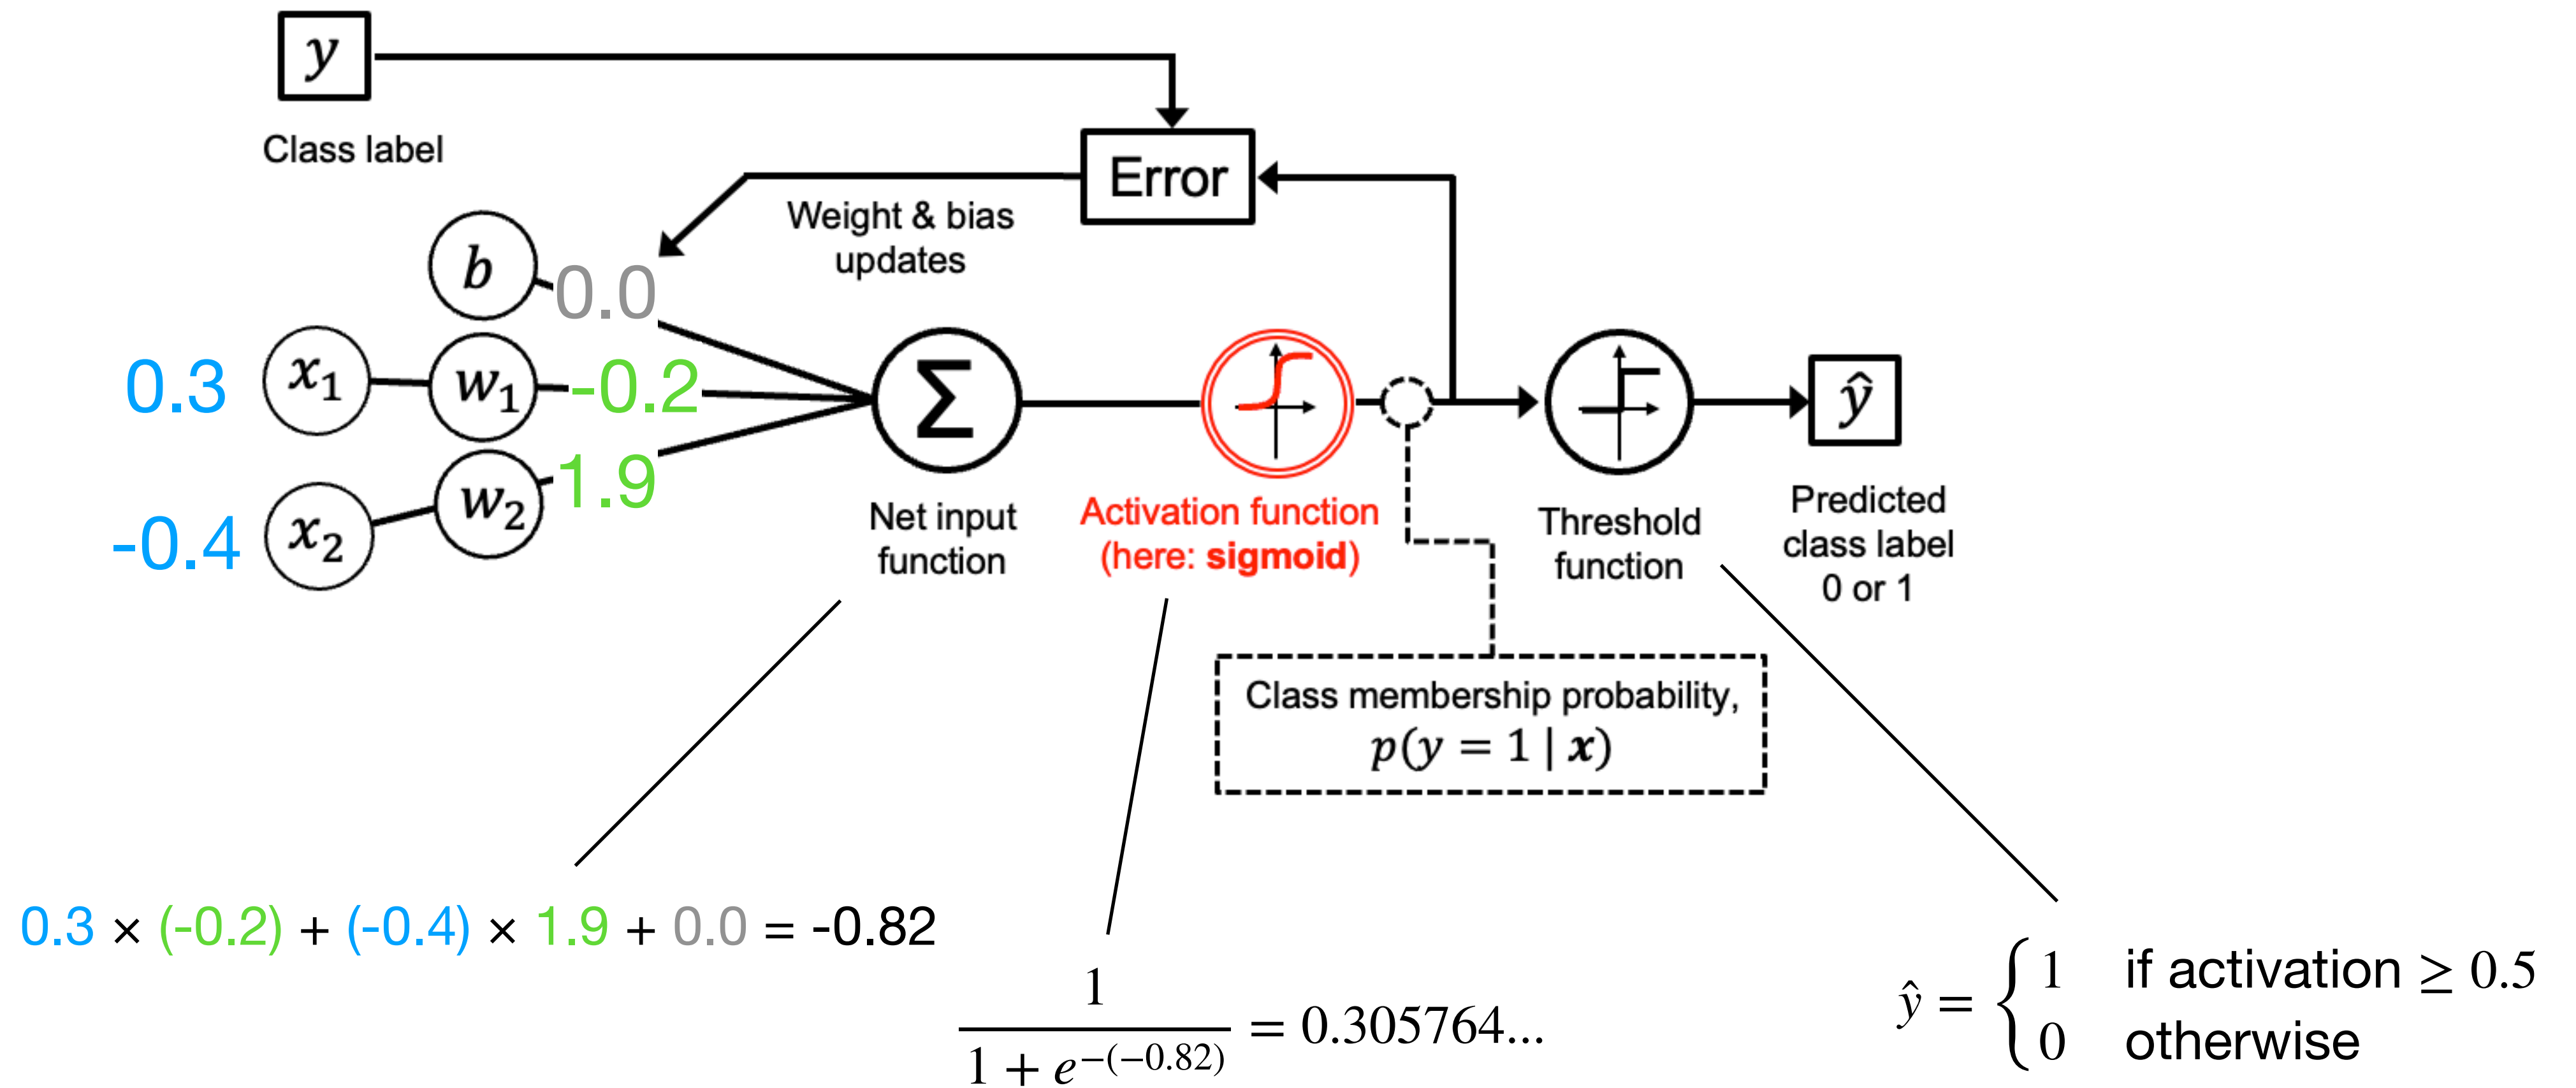 y
Class label
Error
Weight & bias
updates
b
0.0
0.3
x₁
w₁
-0.2
-0.4
x₂
w₂
1.9
Σ
Net input
function
Activation function
(here: sigmoid)
Threshold
function
ŷ
Predicted
class label
0 or 1
Class membership probability,
p(y = 1 | x)
0.3 × (-0.2) + (-0.4) × 1.9 + 0.0 = -0.82
1 / (1 + e^−(−0.82)) = 0.305764...
ŷ = { 1 if activation ≥ 0.5
0 otherwise